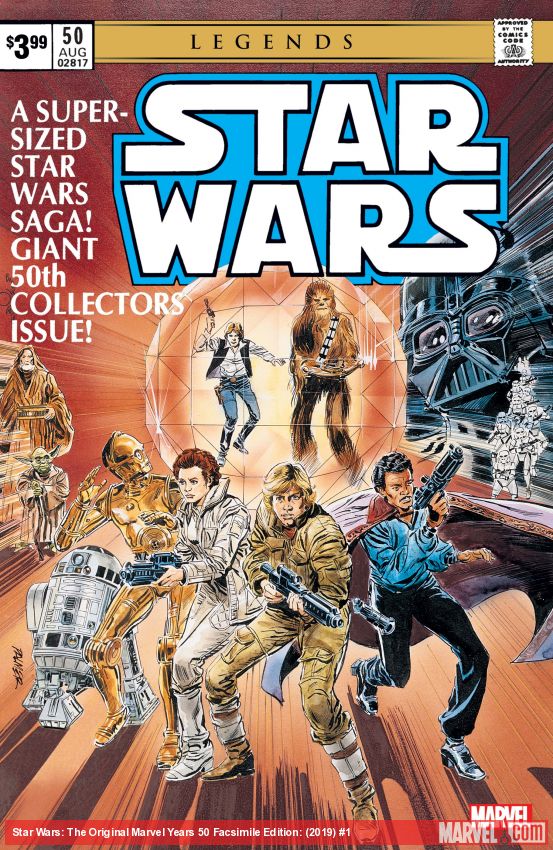 $3.99
50
AUG
02817
LEGENDS
APPROVED
BY THE
COMICS
CODE
AUTHORITY
STAR
WARS
A SUPER-
SIZED
STAR
WARS
SAGA!
GIANT
50th
COLLECTORS
ISSUE!
PALMER
MARVEL
MARVEL.com
Star Wars: The Original Marvel Years 50 Facsimile Edition: (2019) #1